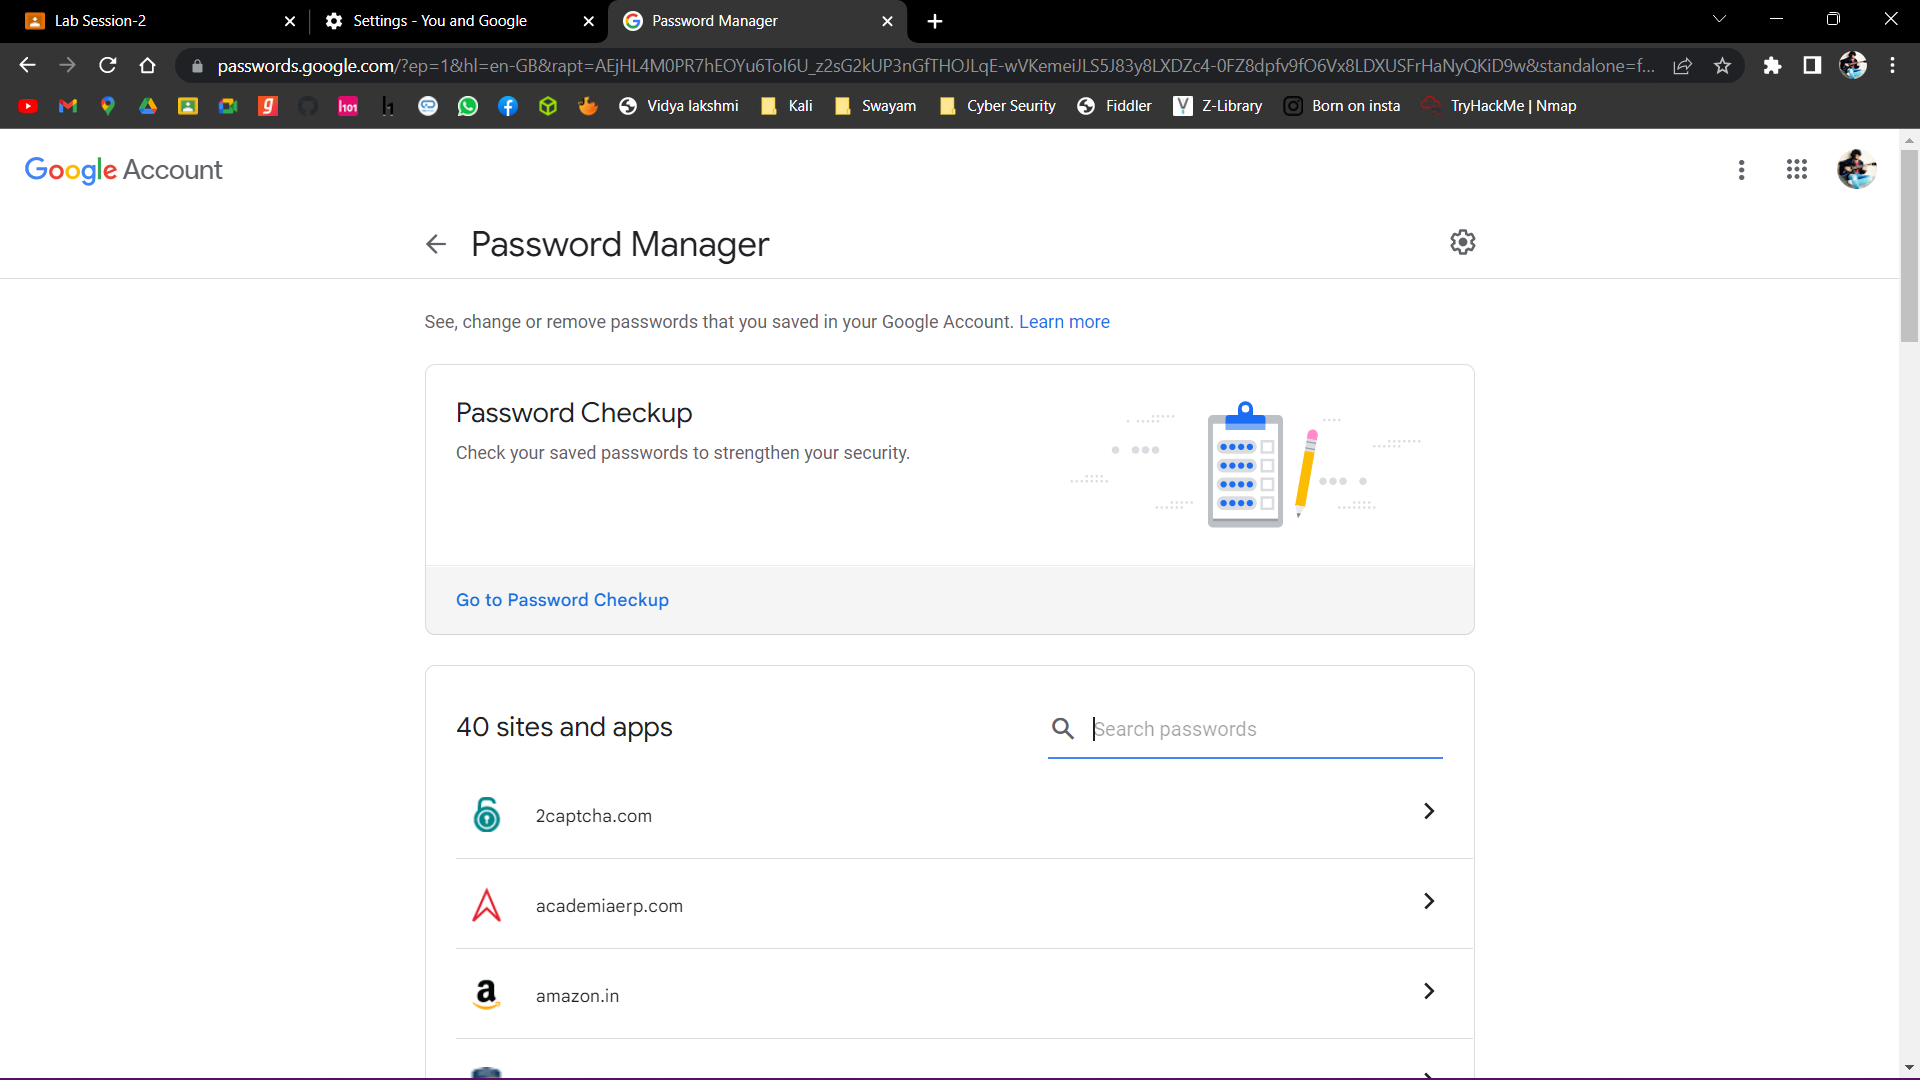 Lab Session-2
Settings - You and Google
Password Manager
passwords.google.com/?ep=1&hl=en-GB&rapt=AEjHL4M0PR7hEOYu6ToI6U_z2sG2kUP3nGfTHOJLqE-wVKemeiJLS5J83y8LXDZc4-0FZ8dpfv9fO6Vx8LDXUSFrHaNyQKiD9w&standalone=f...
Vidya lakshmi
Kali
Swayam
Cyber Seurity
Fiddler
Z-Library
Born on insta
TryHackMe | Nmap
Google Account
Password Manager
See, change or remove passwords that you saved in your Google Account. Learn more
Password Checkup
Check your saved passwords to strengthen your security.
Go to Password Checkup
40 sites and apps
Search passwords
2captcha.com
academiaerp.com
amazon.in